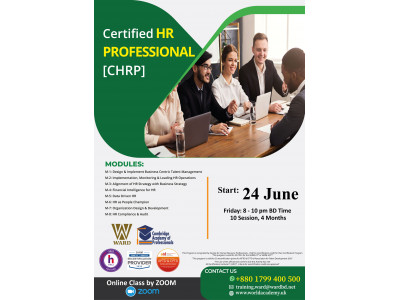 Certified HR
PROFESSIONAL
[CHRP]
MODULES:
M-1: Design & Implement Business Centric Talent Management
M-2: Implementation, Monitoring & Leading HR Operations
M-3: Alignment of HR Strategy with Business Strategy
M-4: Financial Intelligence for HR
M-5: Data Driven HR
M-6: HR as People Champion
M-7: Organization Design & Development
M-8: HR Compliance & Audit
Start: 24 June
Friday: 8 - 10 pm BD Time
10 Session, 4 Months
WARD
Cambridge
Academy of
Professionals
PROVIDER
Online Class by ZOOM
zoom
CONTACT US
+880 1799 400 500
training.ward@wardbd.net
www.worldacademy.uk